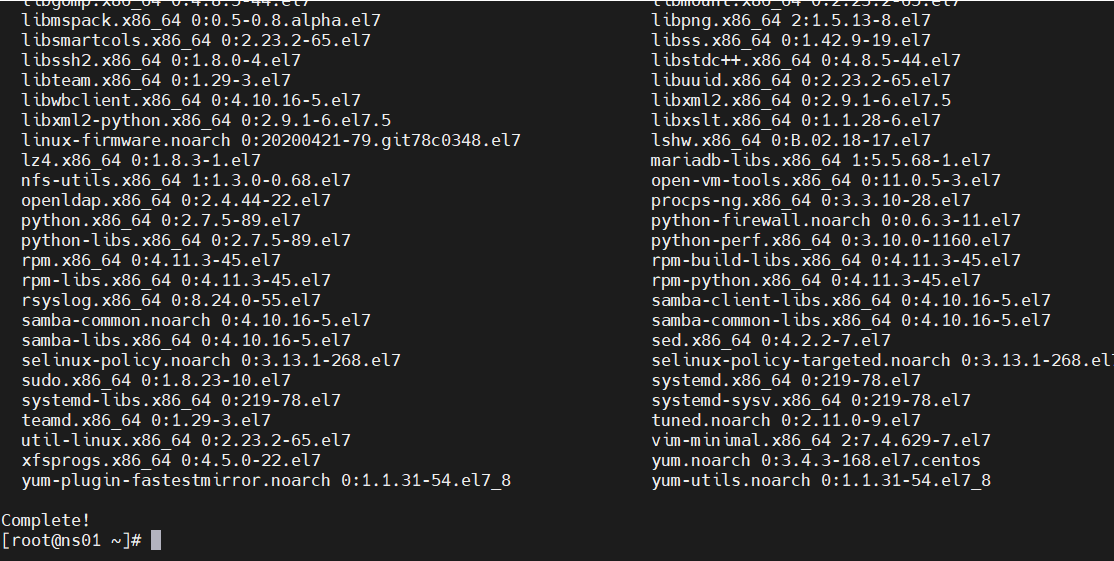 libgomp.x86_64 0:4.8.5-44.el7 libmount.x86_64 0:2.23.2-65.el7
libmspack.x86_64 0:0.5-0.8.alpha.el7 libpng.x86_64 2:1.5.13-8.el7
libsmartcols.x86_64 0:2.23.2-65.el7 libss.x86_64 0:1.42.9-19.el7
libssh2.x86_64 0:1.8.0-4.el7 libstdc++.x86_64 0:4.8.5-44.el7
libteam.x86_64 0:1.29-3.el7 libuuid.x86_64 0:2.23.2-65.el7
libwbclient.x86_64 0:4.10.16-5.el7 libxml2.x86_64 0:2.9.1-6.el7.5
libxml2-python.x86_64 0:2.9.1-6.el7.5 libxslt.x86_64 0:1.1.28-6.el7
linux-firmware.noarch 0:20200421-79.git78c0348.el7 lshw.x86_64 0:B.02.18-17.el7
lz4.x86_64 0:1.8.3-1.el7 mariadb-libs.x86_64 1:5.5.68-1.el7
nfs-utils.x86_64 1:1.3.0-0.68.el7 open-vm-tools.x86_64 0:11.0.5-3.el7
openldap.x86_64 0:2.4.44-22.el7 procps-ng.x86_64 0:3.3.10-28.el7
python.x86_64 0:2.7.5-89.el7 python-firewall.noarch 0:0.6.3-11.el7
python-libs.x86_64 0:2.7.5-89.el7 python-perf.x86_64 0:3.10.0-1160.el7
rpm.x86_64 0:4.11.3-45.el7 rpm-build-libs.x86_64 0:4.11.3-45.el7
rpm-libs.x86_64 0:4.11.3-45.el7 rpm-python.x86_64 0:4.11.3-45.el7
rsyslog.x86_64 0:8.24.0-55.el7 samba-client-libs.x86_64 0:4.10.16-5.el7
samba-common.noarch 0:4.10.16-5.el7 samba-common-libs.x86_64 0:4.10.16-5.el7
samba-libs.x86_64 0:4.10.16-5.el7 sed.x86_64 0:4.2.2-7.el7
selinux-policy.noarch 0:3.13.1-268.el7 selinux-policy-targeted.noarch 0:3.13.1-268.el7
sudo.x86_64 0:1.8.23-10.el7 systemd.x86_64 0:219-78.el7
systemd-libs.x86_64 0:219-78.el7 systemd-sysv.x86_64 0:219-78.el7
teamd.x86_64 0:1.29-3.el7 tuned.noarch 0:2.11.0-9.el7
util-linux.x86_64 0:2.23.2-65.el7 vim-minimal.x86_64 2:7.4.629-7.el7
xfsprogs.x86_64 0:4.5.0-22.el7 yum.noarch 0:3.4.3-168.el7.centos
yum-plugin-fastestmirror.noarch 0:1.1.31-54.el7_8 yum-utils.noarch 0:1.1.31-54.el7_8
Complete!
[root@ns01 ~]#